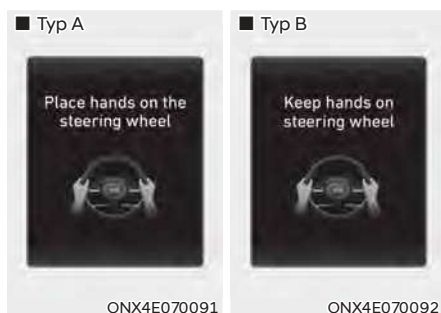 ■ Typ A
Place hands on the
steering wheel
ONX4E070091
■ Typ B
Keep hands on
steering wheel
ONX4E070092